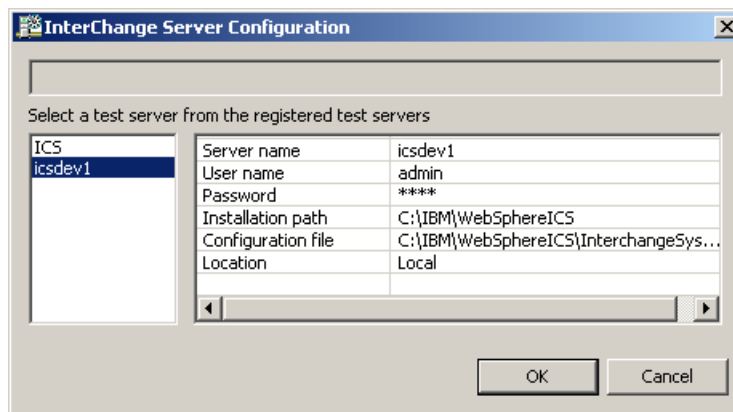 InterChange Server Configuration
Select a test server from the registered test servers
ICS
icsdev1
Server name icsdev1
User name admin
Password ****
Installation path C:\IBM\WebSphereICS
Configuration file C:\IBM\WebSphereICS\InterchangeSys...
Location Local
OK Cancel